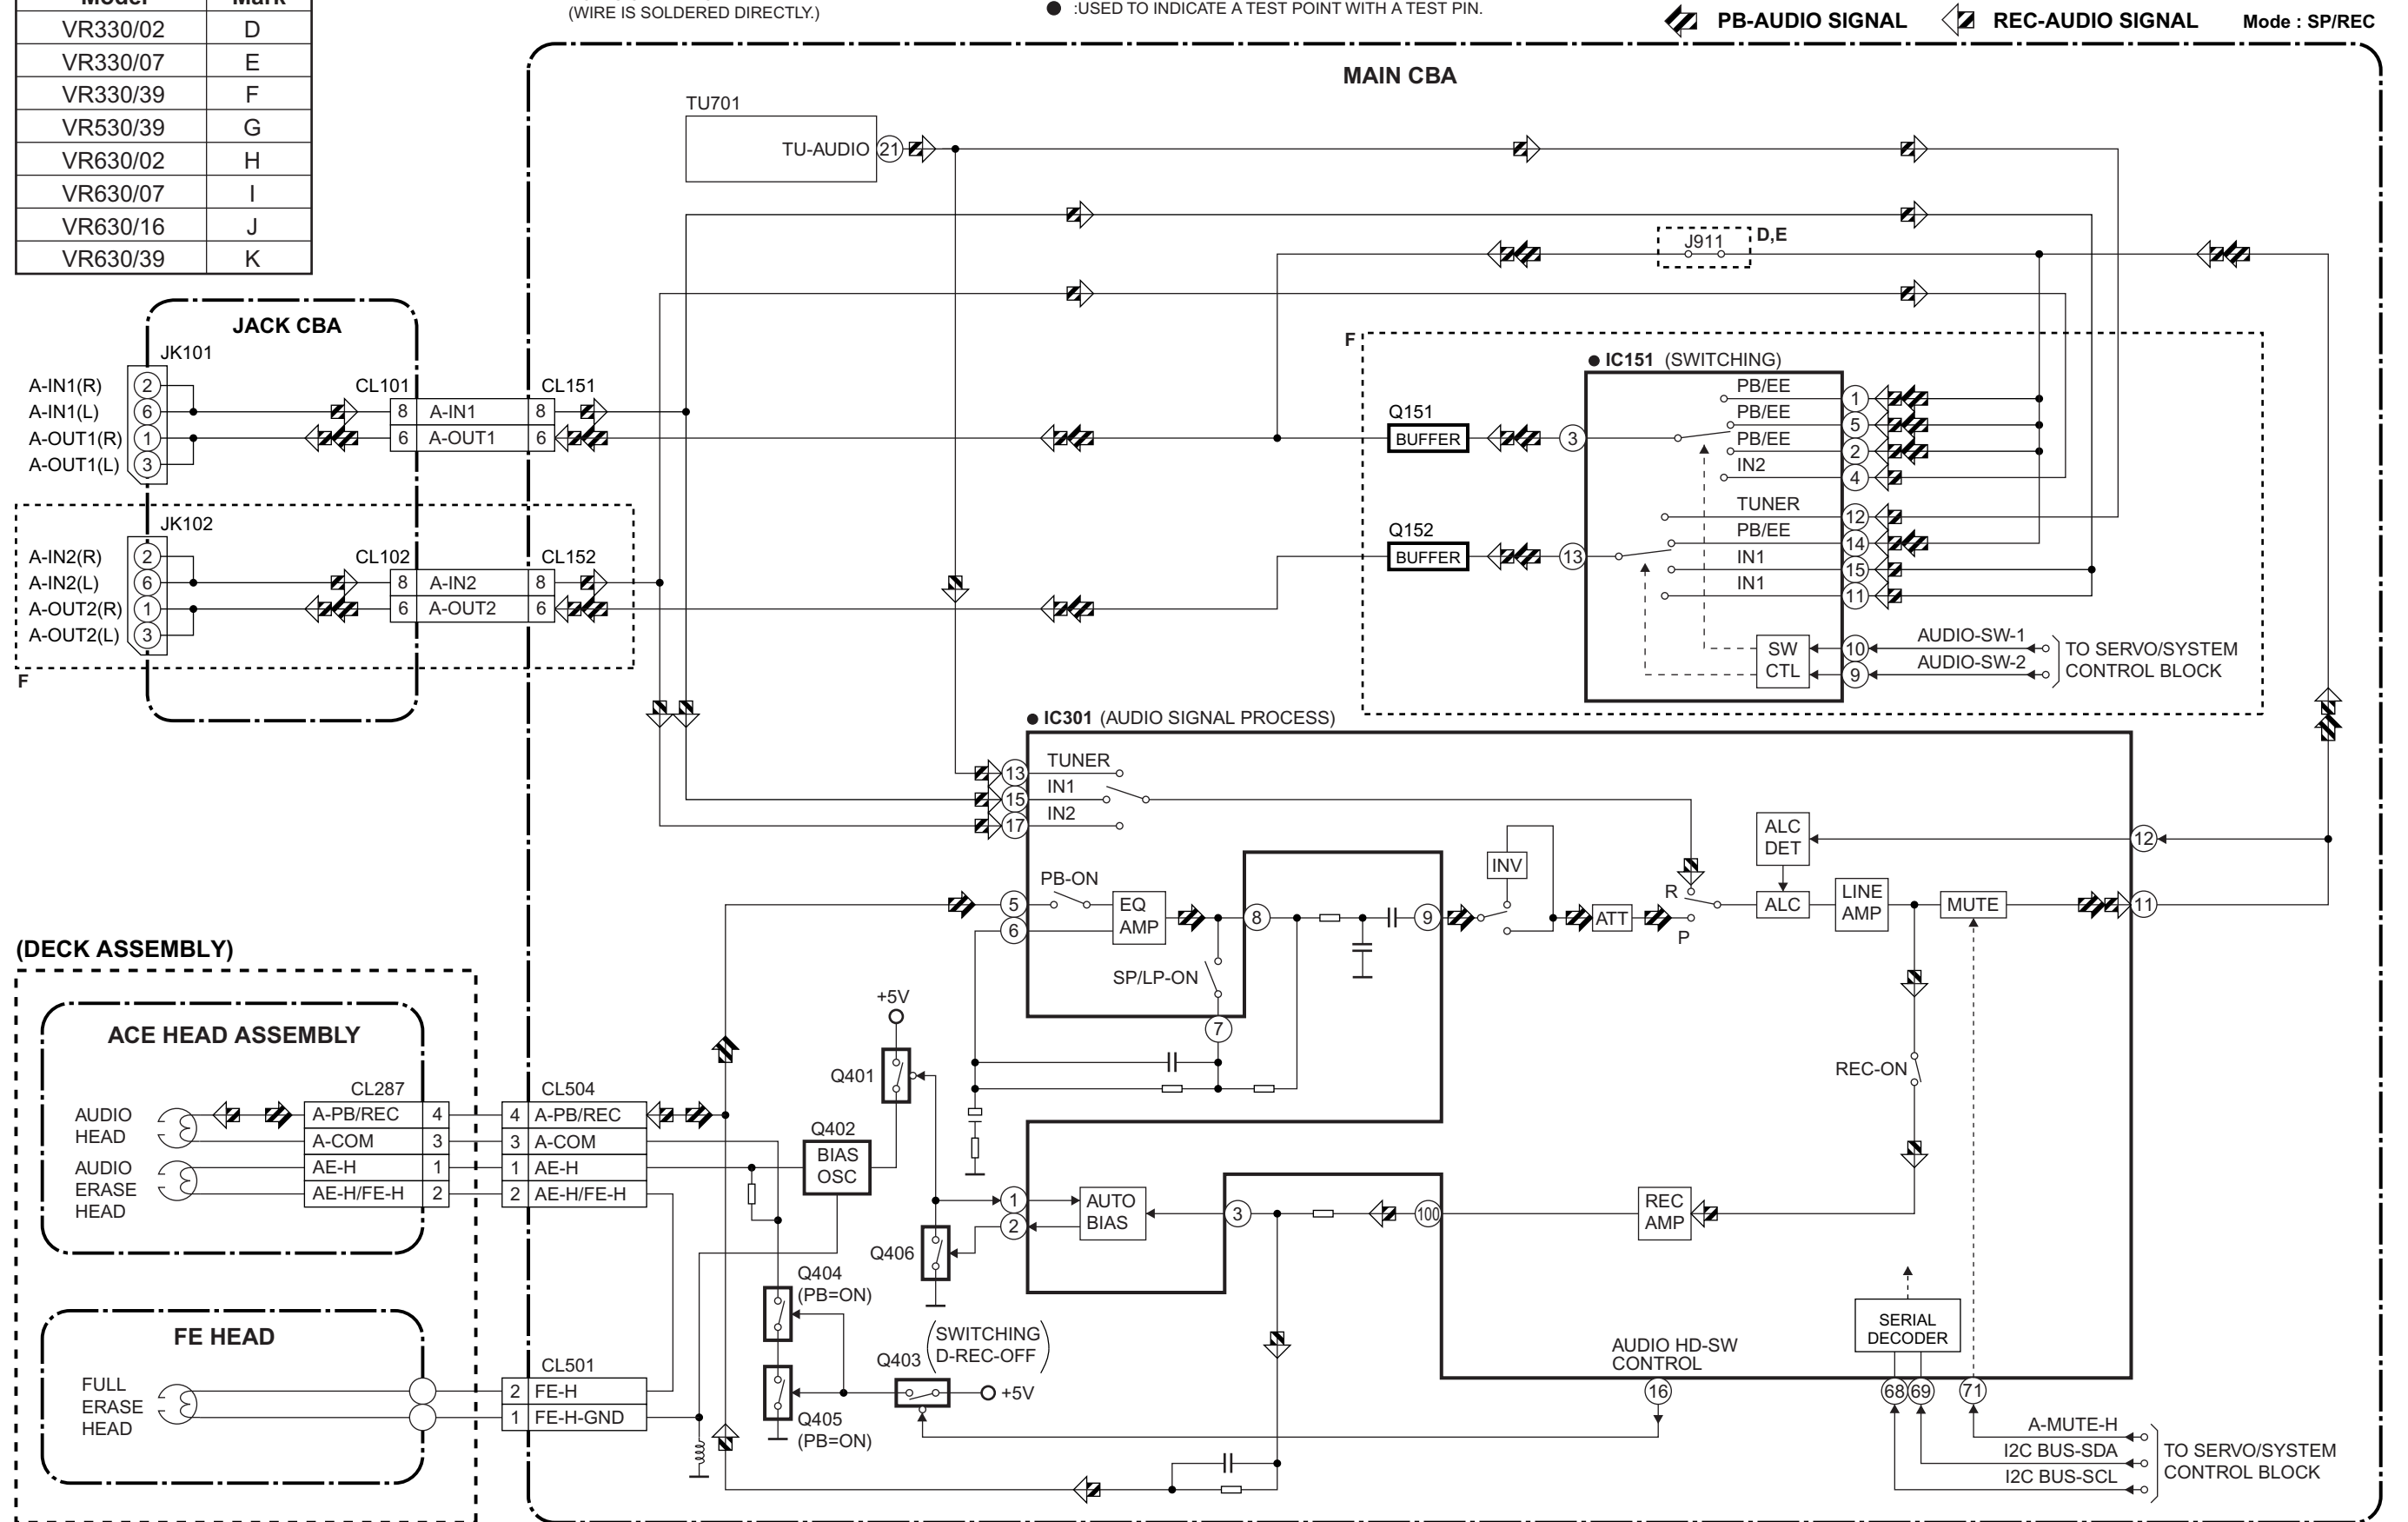 Model Mark
VR330/02 D
VR330/07 E
VR330/39 F
VR530/39 G
VR630/02 H
VR630/07 I
VR630/16 J
VR630/39 K
(WIRE IS SOLDERED DIRECTLY.)
● :USED TO INDICATE A TEST POINT WITH A TEST PIN.
PB-AUDIO SIGNAL REC-AUDIO SIGNAL Mode : SP/REC
MAIN CBA
TU701
TU-AUDIO 21
J911 D,E
JACK CBA
JK101
A-IN1(R) 2
A-IN1(L) 6
A-OUT1(R) 1
A-OUT1(L) 3
CL101 CL151
8 A-IN1 8
6 A-OUT1 6
JK102
A-IN2(R) 2
A-IN2(L) 6
A-OUT2(R) 1
A-OUT2(L) 3
CL102 CL152
8 A-IN2 8
6 A-OUT2 6
F
F
● IC151 (SWITCHING)
Q151
BUFFER 3
PB/EE 1
PB/EE 5
PB/EE 2
IN2 4
Q152
BUFFER 13
TUNER 12
PB/EE 14
IN1 15
IN1 11
SW
CTL
10 AUDIO-SW-1
9 AUDIO-SW-2
TO SERVO/SYSTEM
CONTROL BLOCK
● IC301 (AUDIO SIGNAL PROCESS)
13 TUNER
15 IN1
17 IN2
5 PB-ON
6
EQ
AMP
8
9
SP/LP-ON
7
INV
ATT
R
P
ALC
DET
12
ALC
LINE
AMP
MUTE
11
REC-ON
(DECK ASSEMBLY)
ACE HEAD ASSEMBLY
AUDIO
HEAD
AUDIO
ERASE
HEAD
CL287
A-PB/REC 4
A-COM 3
AE-H 1
AE-H/FE-H 2
CL504
4 A-PB/REC
3 A-COM
1 AE-H
2 AE-H/FE-H
+5V
Q401
Q402
BIAS
OSC
Q406
1
2
AUTO
BIAS
3
100
REC
AMP
Q404
(PB=ON)
Q403
(SWITCHING
D-REC-OFF)
+5V
Q405
(PB=ON)
FE HEAD
FULL
ERASE
HEAD
CL501
2 FE-H
1 FE-H-GND
AUDIO HD-SW
CONTROL
16
SERIAL
DECODER
68 69 71
A-MUTE-H
I2C BUS-SDA
I2C BUS-SCL
TO SERVO/SYSTEM
CONTROL BLOCK